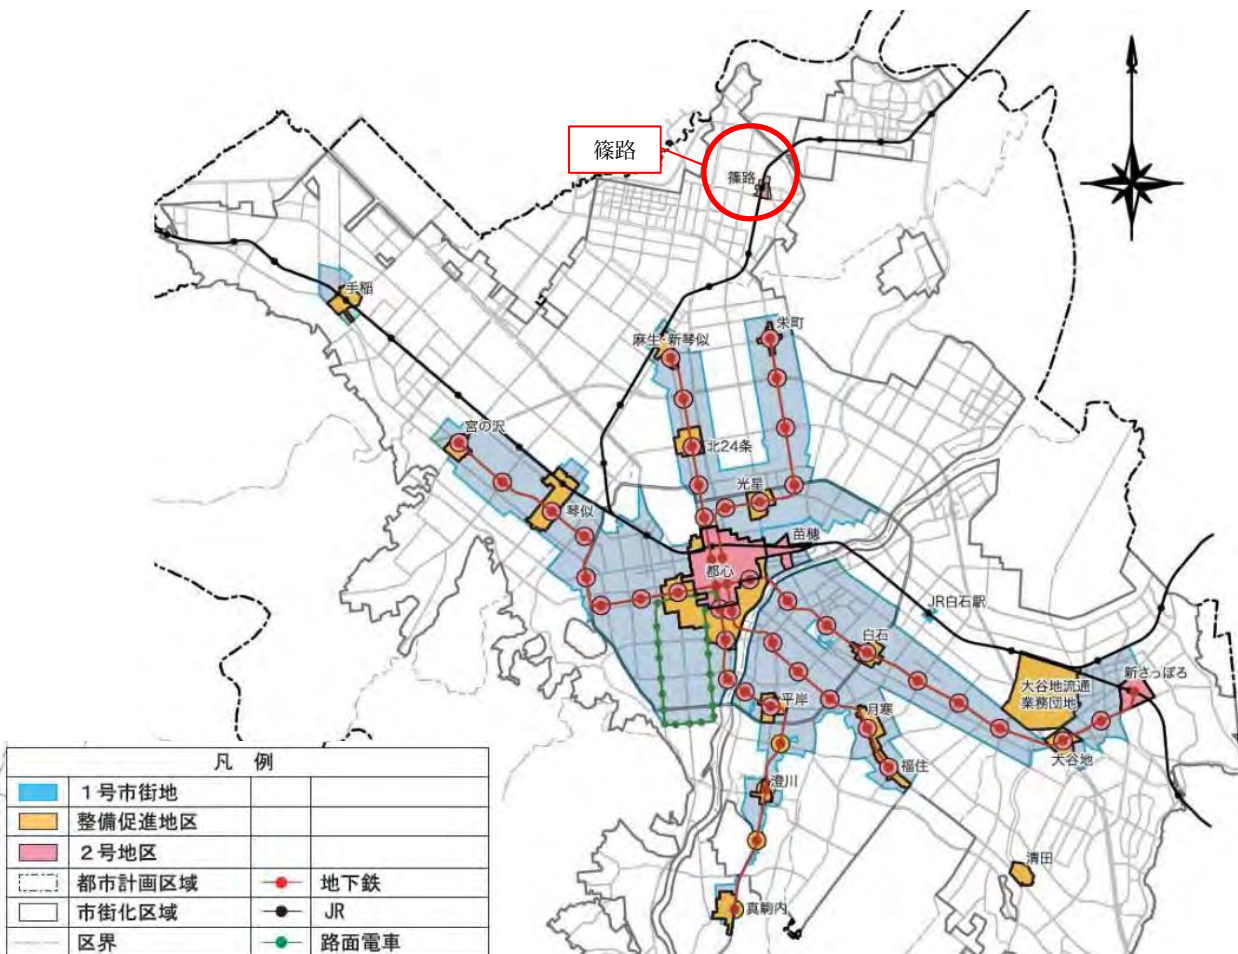 篠路
篠路
手稲
麻生・新琴似
栄町
宮の沢
北24条
光星
琴似
苗穂
都心
JR白石駅
白石
新さっぽろ
大谷地流通
業務団地
平岸
月寒
大谷地
福住
澄川
清田
真駒内
凡 例
1号市街地
整備促進地区
2号地区
都市計画区域
地下鉄
市街化区域
JR
区界
路面電車